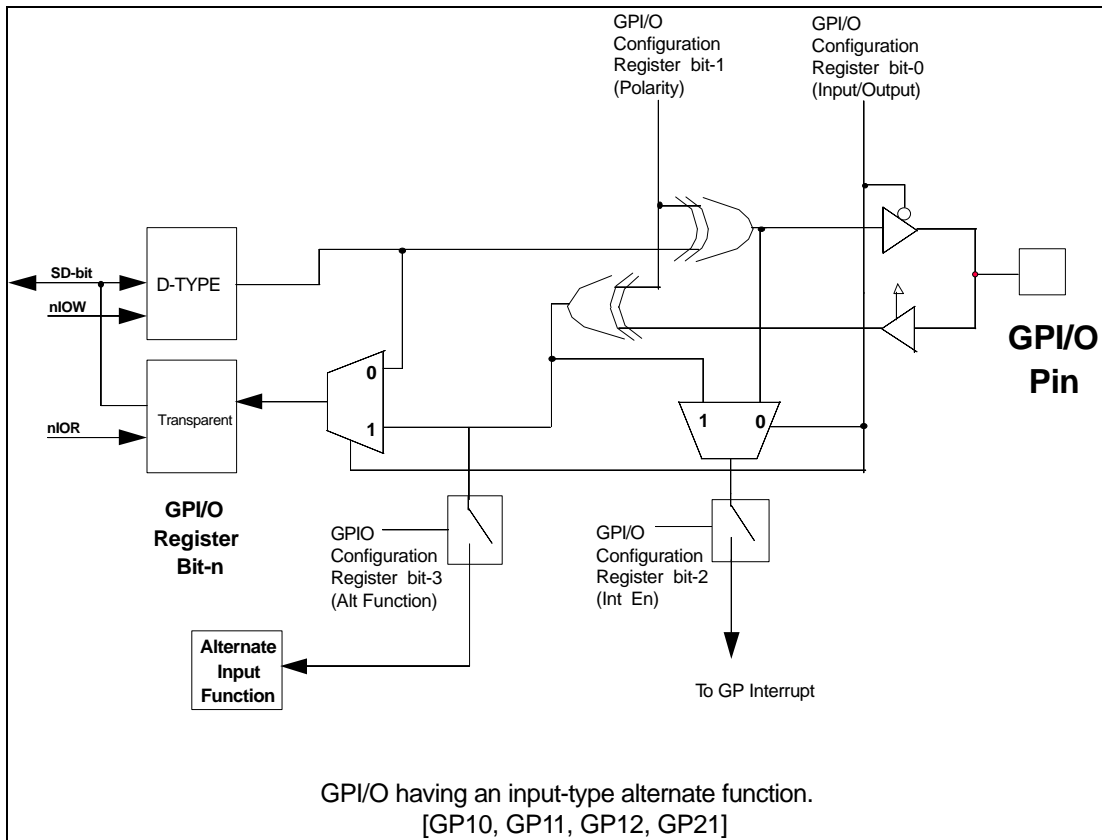 GPI/O
Configuration
Register bit-1
(Polarity)
GPI/O
Configuration
Register bit-0
(Input/Output)
SD-bit
D-TYPE
nIOW
GPI/O
Pin
0
1
1
0
Transparent
nIOR
GPI/O
Register
Bit-n
GPIO
Configuration
Register bit-3
(Alt Function)
GPI/O
Configuration
Register bit-2
(Int En)
Alternate
Input
Function
To GP Interrupt
GPI/O having an input-type alternate function.
[GP10, GP11, GP12, GP21]